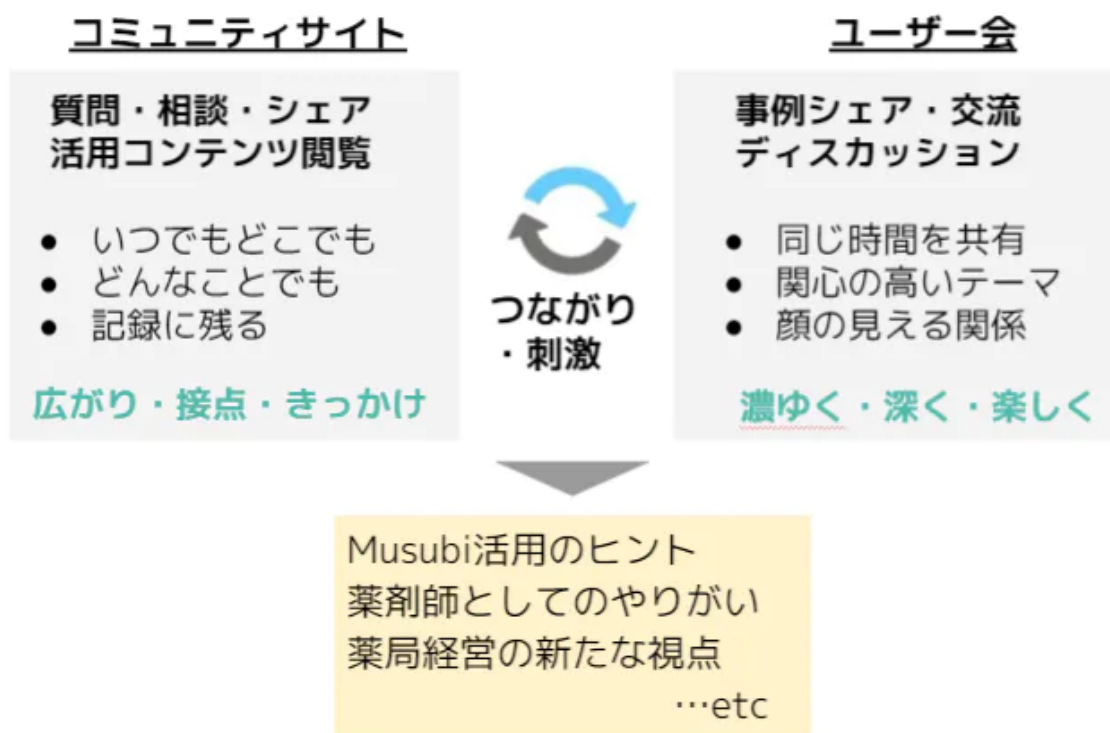 コミュニティサイト
質問・相談・シェア
活用コンテンツ閲覧
● いつでもどこでも
● どんなことでも
● 記録に残る
広がり・接点・きっかけ
つながり
・刺激
ユーザー会
事例シェア・交流
ディスカッション
● 同じ時間を共有
● 関心の高いテーマ
● 顔の見える関係
濃ゆく・深く・楽しく
Musubi活用のヒント
薬剤師としてのやりがい
薬局経営の新たな視点
…etc